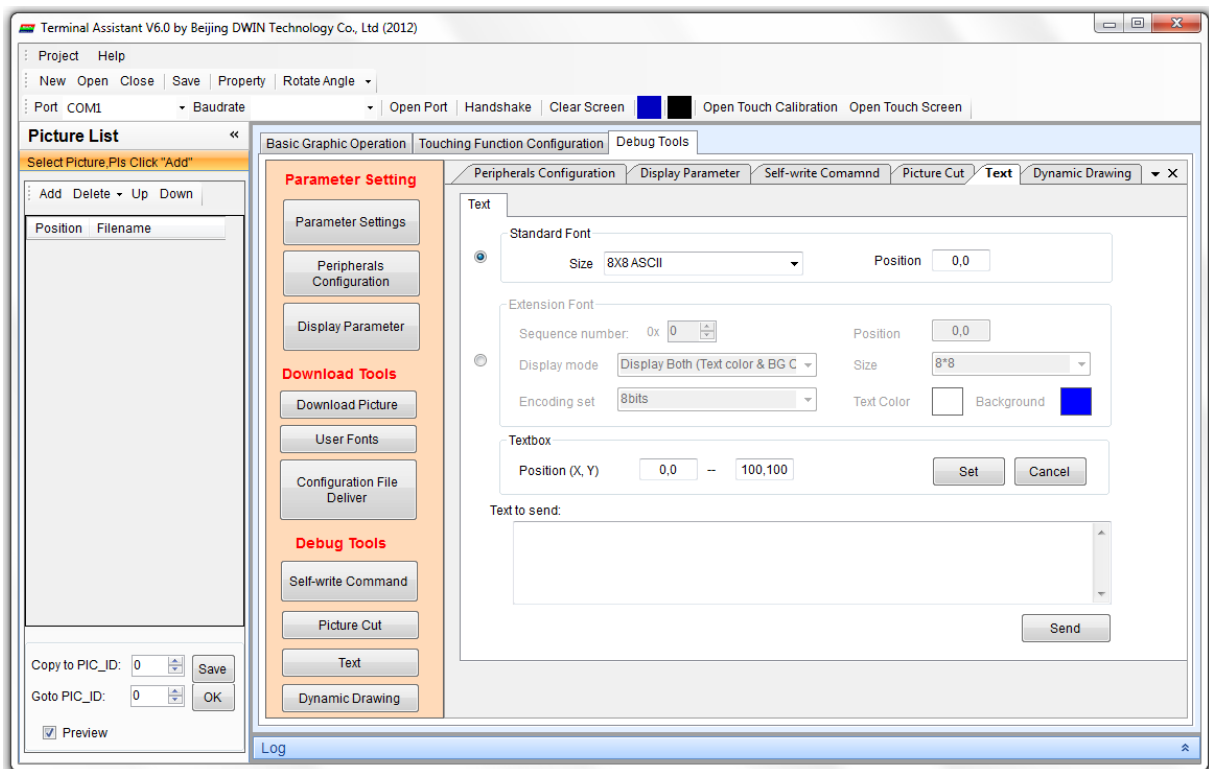 Terminal Assistant V6.0 by Beijing DWIN Technology Co., Ltd (2012)
Project Help
New Open Close Save Property Rotate Angle
Port COM1 Baudrate Open Port Handshake Clear Screen Open Touch Calibration Open Touch Screen
Picture List «
Select Picture,Pls Click "Add"
Add Delete Up Down
Position Filename
Copy to PIC_ID: 0 Save
Goto PIC_ID: 0 OK
Preview
Basic Graphic Operation Touching Function Configuration Debug Tools
Parameter Setting
Parameter Settings
Peripherals
Configuration
Display Parameter
Download Tools
Download Picture
User Fonts
Configuration File
Deliver
Debug Tools
Self-write Command
Picture Cut
Text
Dynamic Drawing
Peripherals Configuration Display Parameter Self-write Comamnd Picture Cut Text Dynamic Drawing
Text
Standard Font
Size 8X8 ASCII Position 0,0
Extension Font
Sequence number: 0x 0 Position 0,0
Display mode Display Both (Text color & BG C Size 8*8
Encoding set 8bits Text Color Background
Textbox
Position (X, Y) 0,0 -- 100,100 Set Cancel
Text to send:
Send
Log